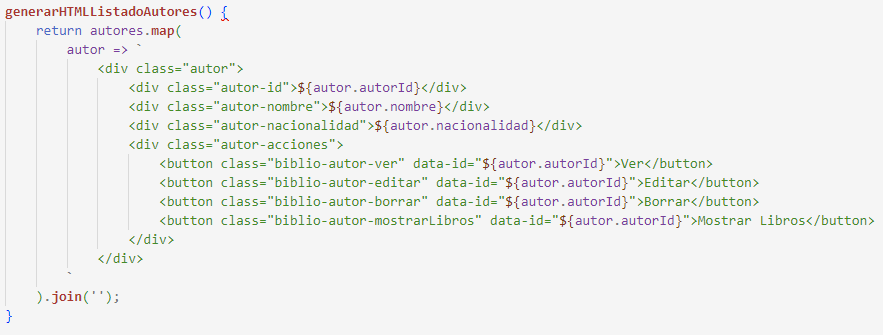 generarHTMLListadoAutores() {
    return autores.map(
        autor => `
            <div class="autor">
                <div class="autor-id">${autor.autorId}</div>
                <div class="autor-nombre">${autor.nombre}</div>
                <div class="autor-nacionalidad">${autor.nacionalidad}</div>
                <div class="autor-acciones">
                    <button class="biblio-autor-ver" data-id="${autor.autorId}">Ver</button>
                    <button class="biblio-autor-editar" data-id="${autor.autorId}">Editar</button>
                    <button class="biblio-autor-borrar" data-id="${autor.autorId}">Borrar</button>
                    <button class="biblio-autor-mostrarLibros" data-id="${autor.autorId}">Mostrar Libros</button>
                </div>
            </div>
        `
    ).join('');
}